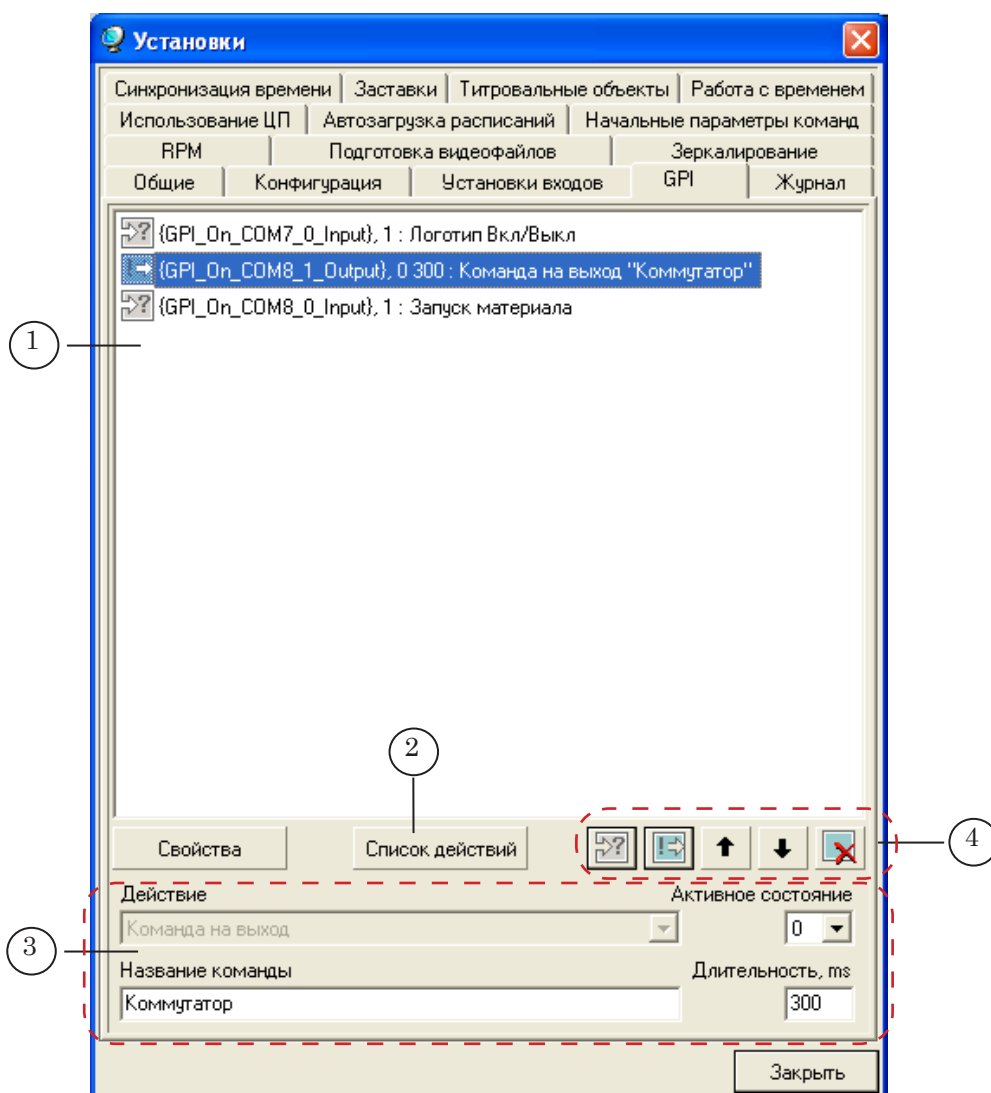 Установки
Синхронизация времени Заставки Титровальные объекты Работа с временем
Использование ЦП Автозагрузка расписаний Начальные параметры команд
RPM Подготовка видеофайлов Зеркалирование
Общие Конфигурация Установки входов GPI Журнал
{GPI_On_COM7_0_Input}, 1 : Логотип Вкл/Выкл
{GPI_On_COM8_1_Output}, 0 300 : Команда на выход "Коммутатор"
{GPI_On_COM8_0_Input}, 1 : Запуск материала
1
2
Свойства Список действий
4
Действие Активное состояние
Команда на выход 0
3
Название команды Длительность, ms
Коммутатор 300
Закрыть